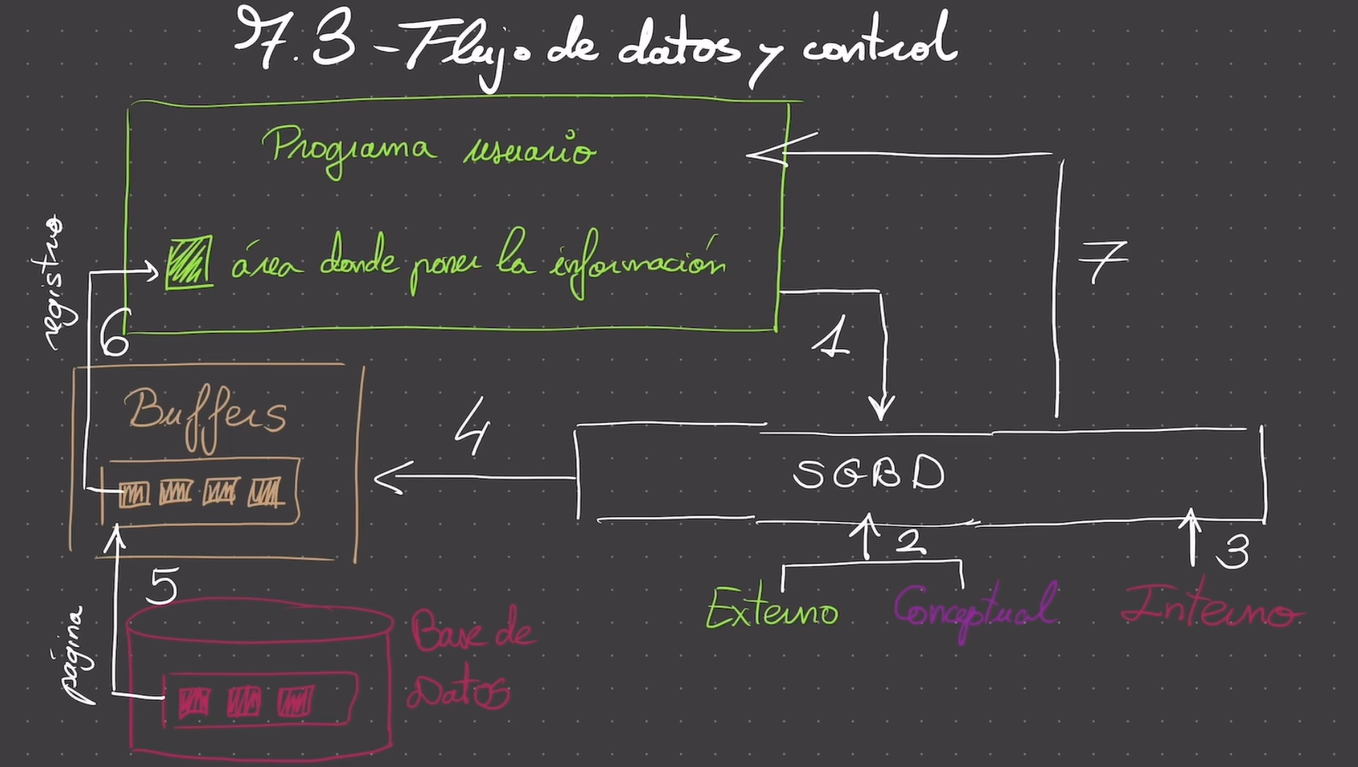 7.3 - Flujo de datos y control
Programa usuario
área donde poner la información
registro
6
7
1
Buffers
4
SGBD
2
3
5
Externo
Conceptual
Interno
página
Base de
Datos